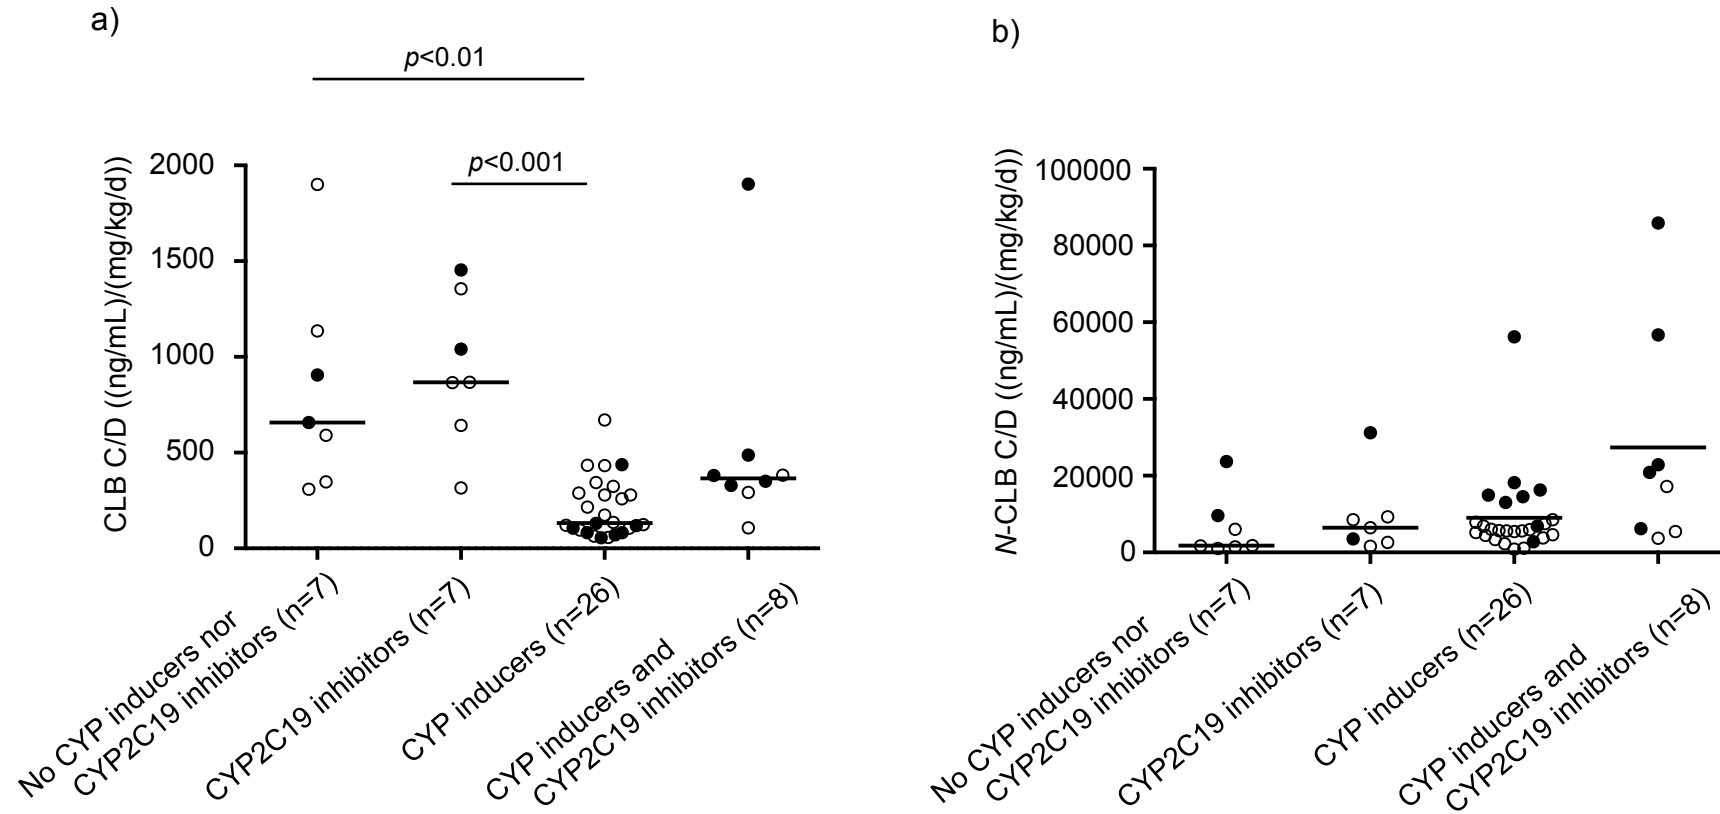 a)
p<0.01
p<0.001
CLB C/D ((ng/mL)/(mg/kg/d))
2000
1500
1000
500
0
No CYP inducers nor
CYP2C19 inhibitors (n=7)
CYP2C19 inhibitors (n=7)
CYP inducers (n=26)
CYP inducers and
CYP2C19 inhibitors (n=8)
b)
N-CLB C/D ((ng/mL)/(mg/kg/d))
100000
80000
60000
40000
20000
0
No CYP inducers nor
CYP2C19 inhibitors (n=7)
CYP2C19 inhibitors (n=7)
CYP inducers (n=26)
CYP inducers and
CYP2C19 inhibitors (n=8)